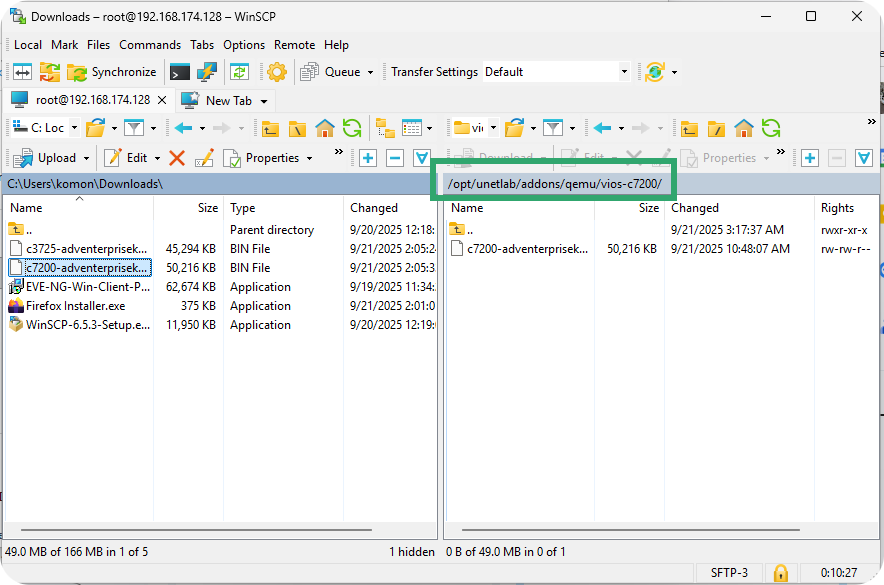 Downloads – root@192.168.174.128 – WinSCP
Local Mark Files Commands Tabs Options Remote Help
Synchronize Queue Transfer Settings Default
root@192.168.174.128 New Tab
C: Loc vi
Upload Edit Properties Download Edit Properties
C:\Users\komon\Downloads\ /opt/unetlab/addons/qemu/vios-c7200/
Name Size Type Changed Name Size Changed Rights
.. Parent directory 9/20/2025 12:18: .. 9/21/2025 3:17:37 AM rwxr-xr-x
c3725-adventerprisek... 45,294 KB BIN File 9/21/2025 2:05:24 c7200-adventerprisek... 50,216 KB 9/21/2025 10:48:07 AM rw-rw-r--
c7200-adventerprisek... 50,216 KB BIN File 9/21/2025 2:05:3
EVE-NG-Win-Client-P... 62,674 KB Application 9/19/2025 11:34:
Firefox Installer.exe 375 KB Application 9/21/2025 2:01:0
WinSCP-6.5.3-Setup.e... 11,950 KB Application 9/20/2025 12:19:
49.0 MB of 166 MB in 1 of 5 1 hidden 0 B of 49.0 MB in 0 of 1
SFTP-3 0:10:27